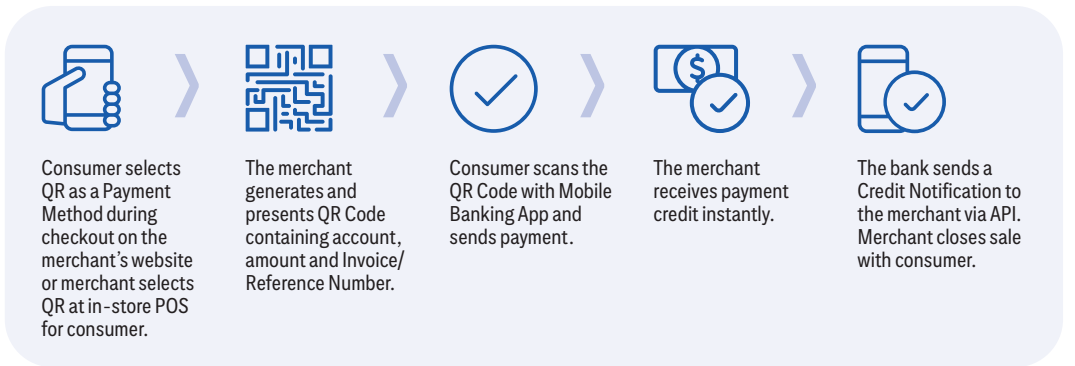 Consumer selects
QR as a Payment
Method during
checkout on the
merchant's website
or merchant selects
QR at in-store POS
for consumer.
The merchant
generates and
presents QR Code
containing account,
amount and Invoice/
Reference Number.
Consumer scans the
QR Code with Mobile
Banking App and
sends payment.
$
The merchant
receives payment
credit instantly.
The bank sends a
Credit Notification to
the merchant via API.
Merchant closes sale
with consumer.